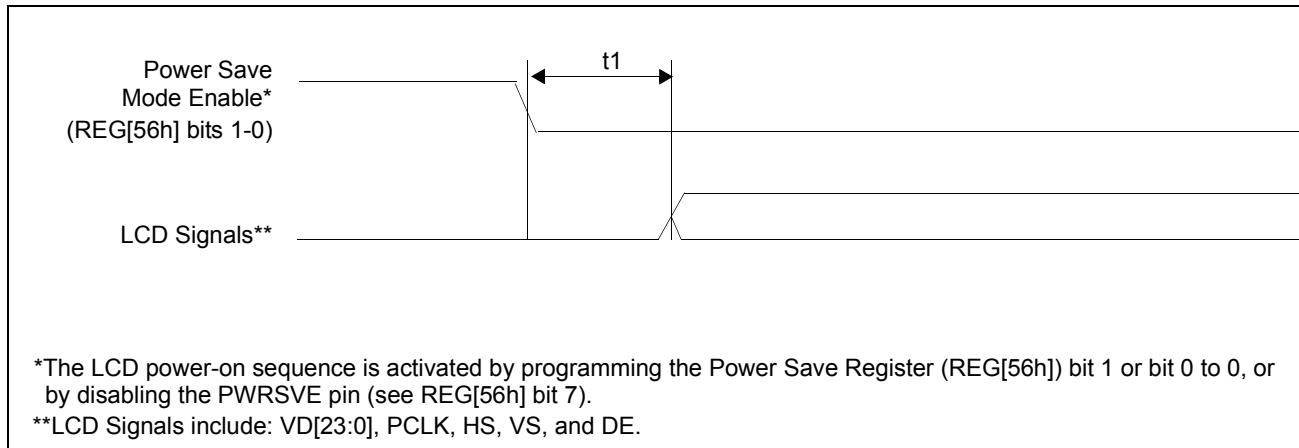 t1
Power Save
Mode Enable*
(REG[56h] bits 1-0)
LCD Signals**
*The LCD power-on sequence is activated by programming the Power Save Register (REG[56h]) bit 1 or bit 0 to 0, or
by disabling the PWRSVE pin (see REG[56h] bit 7).
**LCD Signals include: VD[23:0], PCLK, HS, VS, and DE.